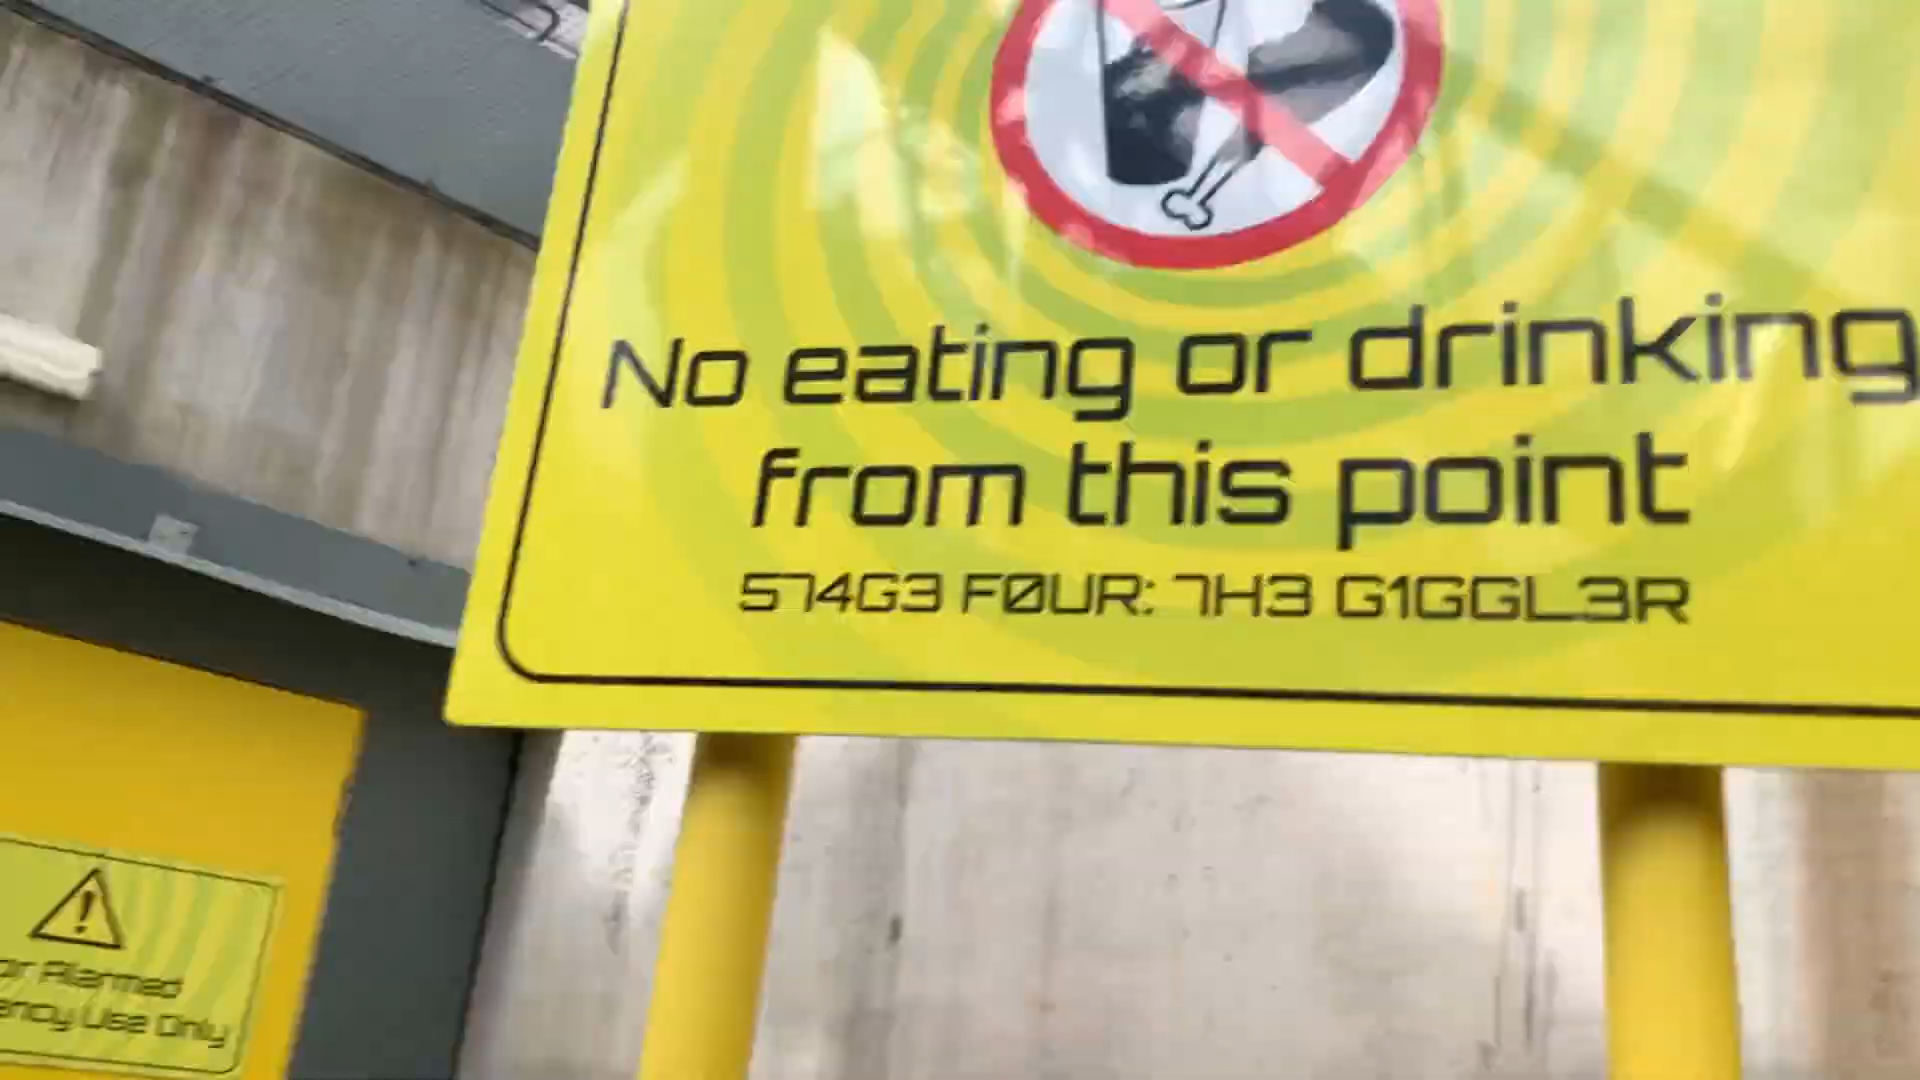 No eating or drinking
from this point
574G3 FØUR: 7H3 G1GGL3R
Alarmed
Use Only